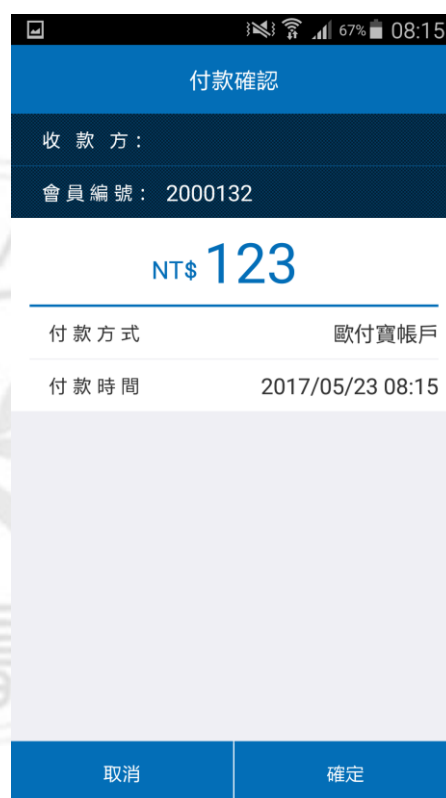 67% 08:15
付款確認
收 款 方：
會員編號： 2000132
NT$ 123
付款方式 歐付寶帳戶
付款時間 2017/05/23 08:15
取消 確定